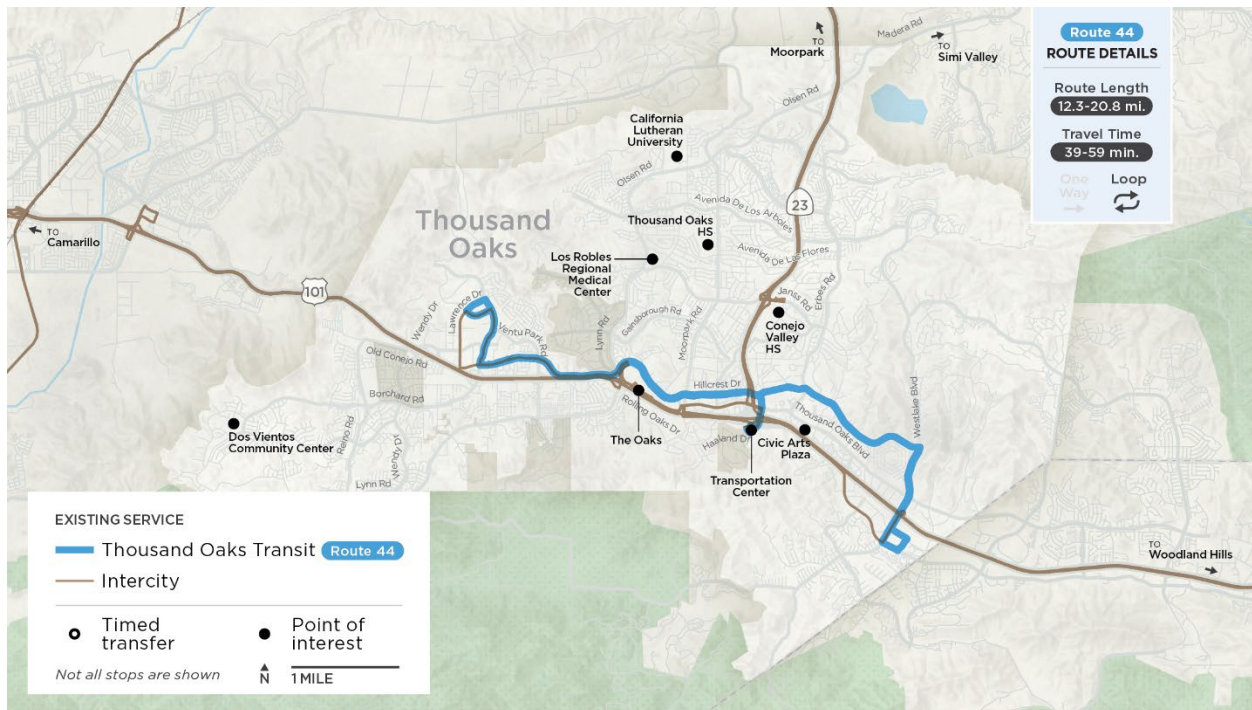 TO
Moorpark
Madera Rd
TO
Simi Valley
Route 44
ROUTE DETAILS
Route Length
12.3-20.8 mi.
Travel Time
39-59 min.
One
Way
Loop
Olsen Rd
California
Lutheran
University
Olsen Rd
23
Avenida De Los Arboles
Thousand
Oaks
Thousand Oaks
HS
Avenida De Las Flores
Los Robles
Regional
Medical
Center
TO
Camarillo
101
Janss Rd
Erbes Rd
Conejo
Valley
HS
Wendy Dr
Lawrence Dr
Ventu Park Rd
Lynn Rd
Gainsborough Rd
Moorpark Rd
Old Conejo Rd
Borchard Rd
Hillcrest Dr
Westlake Blvd
Rolling Oaks Dr
Thousand Oaks Blvd
Dos Vientos
Community Center
Reino Rd
Wendy Dr
Lynn Rd
The Oaks
Haaland Dr
Civic Arts
Plaza
Transportation
Center
TO
Woodland Hills
EXISTING SERVICE
Thousand Oaks Transit Route 44
Intercity
Timed
transfer
Point of
interest
Not all stops are shown
N
1 MILE